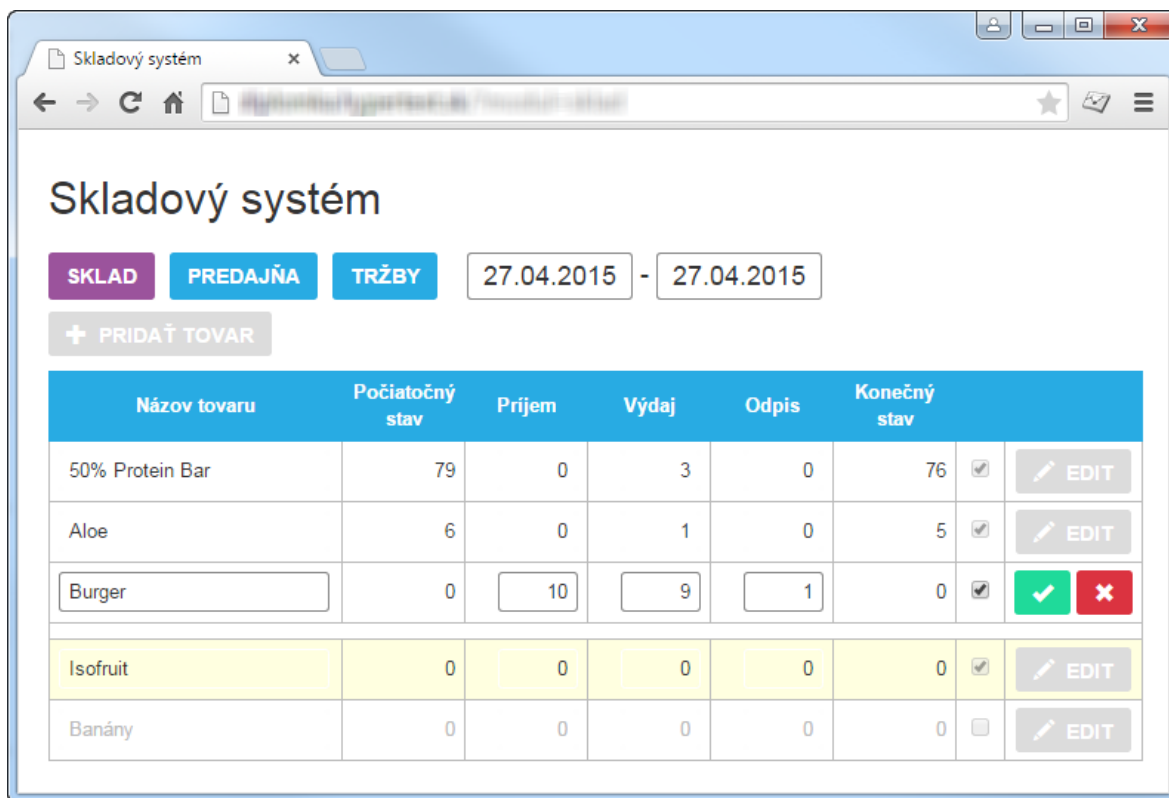 Skladový systém
Skladový systém
SKLAD PREDAJŇA TRŽBY 27.04.2015 - 27.04.2015
PRIDAŤ TOVAR
Názov tovaru Počiatočný stav Príjem Výdaj Odpis Konečný stav
50% Protein Bar 79 0 3 0 76 EDIT
Aloe 6 0 1 0 5 EDIT
Burger 0 10 9 1 0
Isofruit 0 0 0 0 0 EDIT
Banány 0 0 0 0 0 EDIT